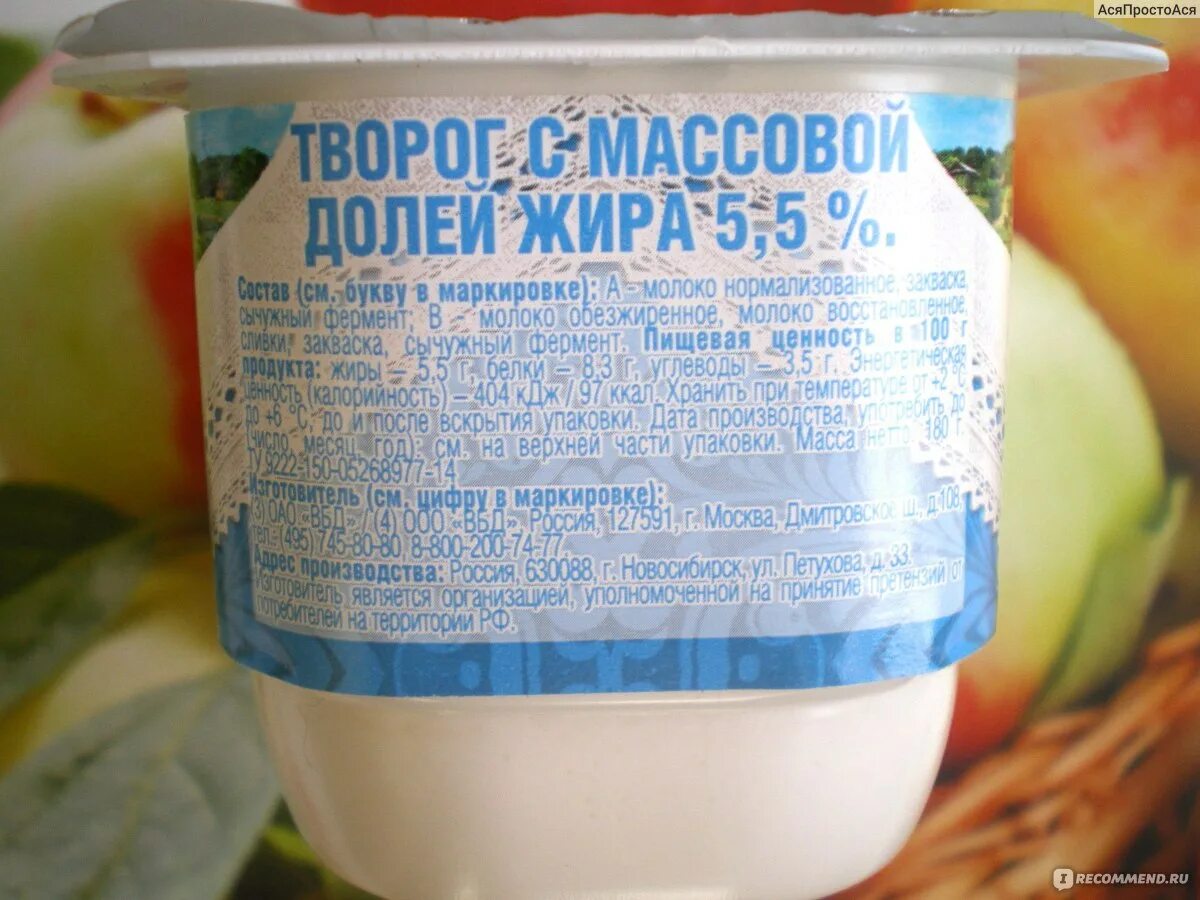 АсяПростоАся
ТВОРОГ С МАССОВОЙ
ДОЛЕЙ ЖИРА 5,5 %.
Состав (см. букву в маркировке): А – молоко нормализованное, закваска,
сычужный фермент; В – молоко обезжиренное, молоко восстановленное,
сливки, закваска, сычужный фермент. Пищевая ценность в 100 г
продукта: жиры – 5,5 г, белки – 8,3 г, углеводы – 3,5 г. Энергетическая
ценность (калорийность) – 404 кДж / 97 ккал. Хранить при температуре от +2 °С
до +6 °С, до и после вскрытия упаковки. Дата производства, употребить до
(число, месяц, год): см. на верхней части упаковки. Масса нетто 180 г.
ТУ 9222-150-05268977-14
Изготовитель (см. цифру в маркировке):
(3) ОАО «ВБД» / (4) ООО «ВБД», Россия, 127591, г. Москва, Дмитровское ш., д.108,
тел. (495) 745-80-80, 8-800-200-74-77.
Адрес производства: Россия, 630088, г. Новосибирск, ул. Петухова, д. 33.
Изготовитель является организацией, уполномоченной на принятие претензий от
потребителей на территории РФ.
IRECOMMEND.RU